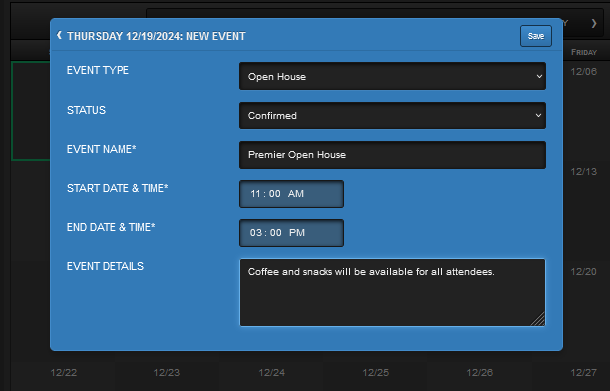 ‹ THURSDAY 12/19/2024: NEW EVENT
Save
EVENT TYPE
Open House
STATUS
Confirmed
EVENT NAME*
Premier Open House
START DATE & TIME*
11 : 00 AM
END DATE & TIME*
03 : 00 PM
EVENT DETAILS
Coffee and snacks will be available for all attendees.
Y ›
FRIDAY
12/06
12/13
12/20
12/22 12/23 12/24 12/25 12/26 12/27